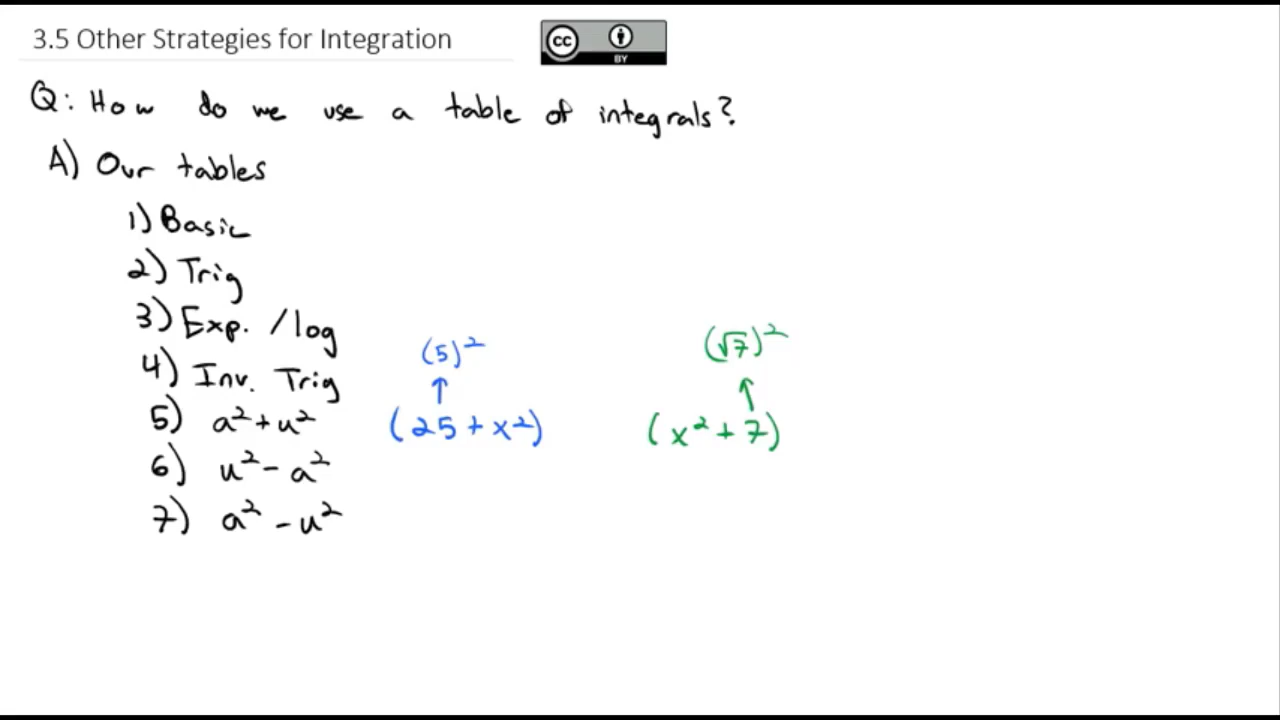 3.5 Other Strategies for Integration
cc BY
Q: How do we use a table of integrals?
A) Our tables
1) Basic
2) Trig
3) Exp. /log
(5)² (√7)²
4) Inv. Trig ↑ ↑
5) a²+u² (25+x²) (x²+7)
6) u²-a²
7) a²-u²